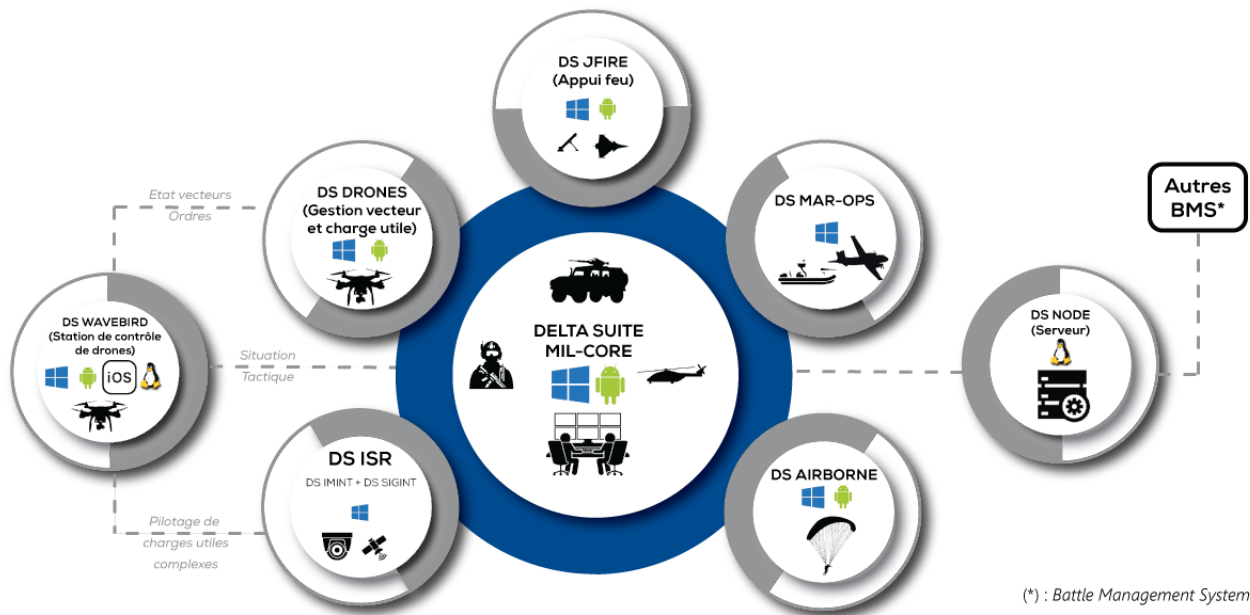 DS JFIRE
(Appui feu)
DS DRONES
(Gestion vecteur
et charge utile)
DS MAR-OPS
Autres
BMS*
Etat vecteurs
Ordres
DS WAVEBIRD
(Station de contrôle
de drones)
iOS
Situation
Tactique
DELTA SUITE
MIL-CORE
DS NODE
(Serveur)
DS ISR
DS IMINT + DS SIGINT
DS AIRBORNE
Pilotage de
charges utiles
complexes
(*) : Battle Management System